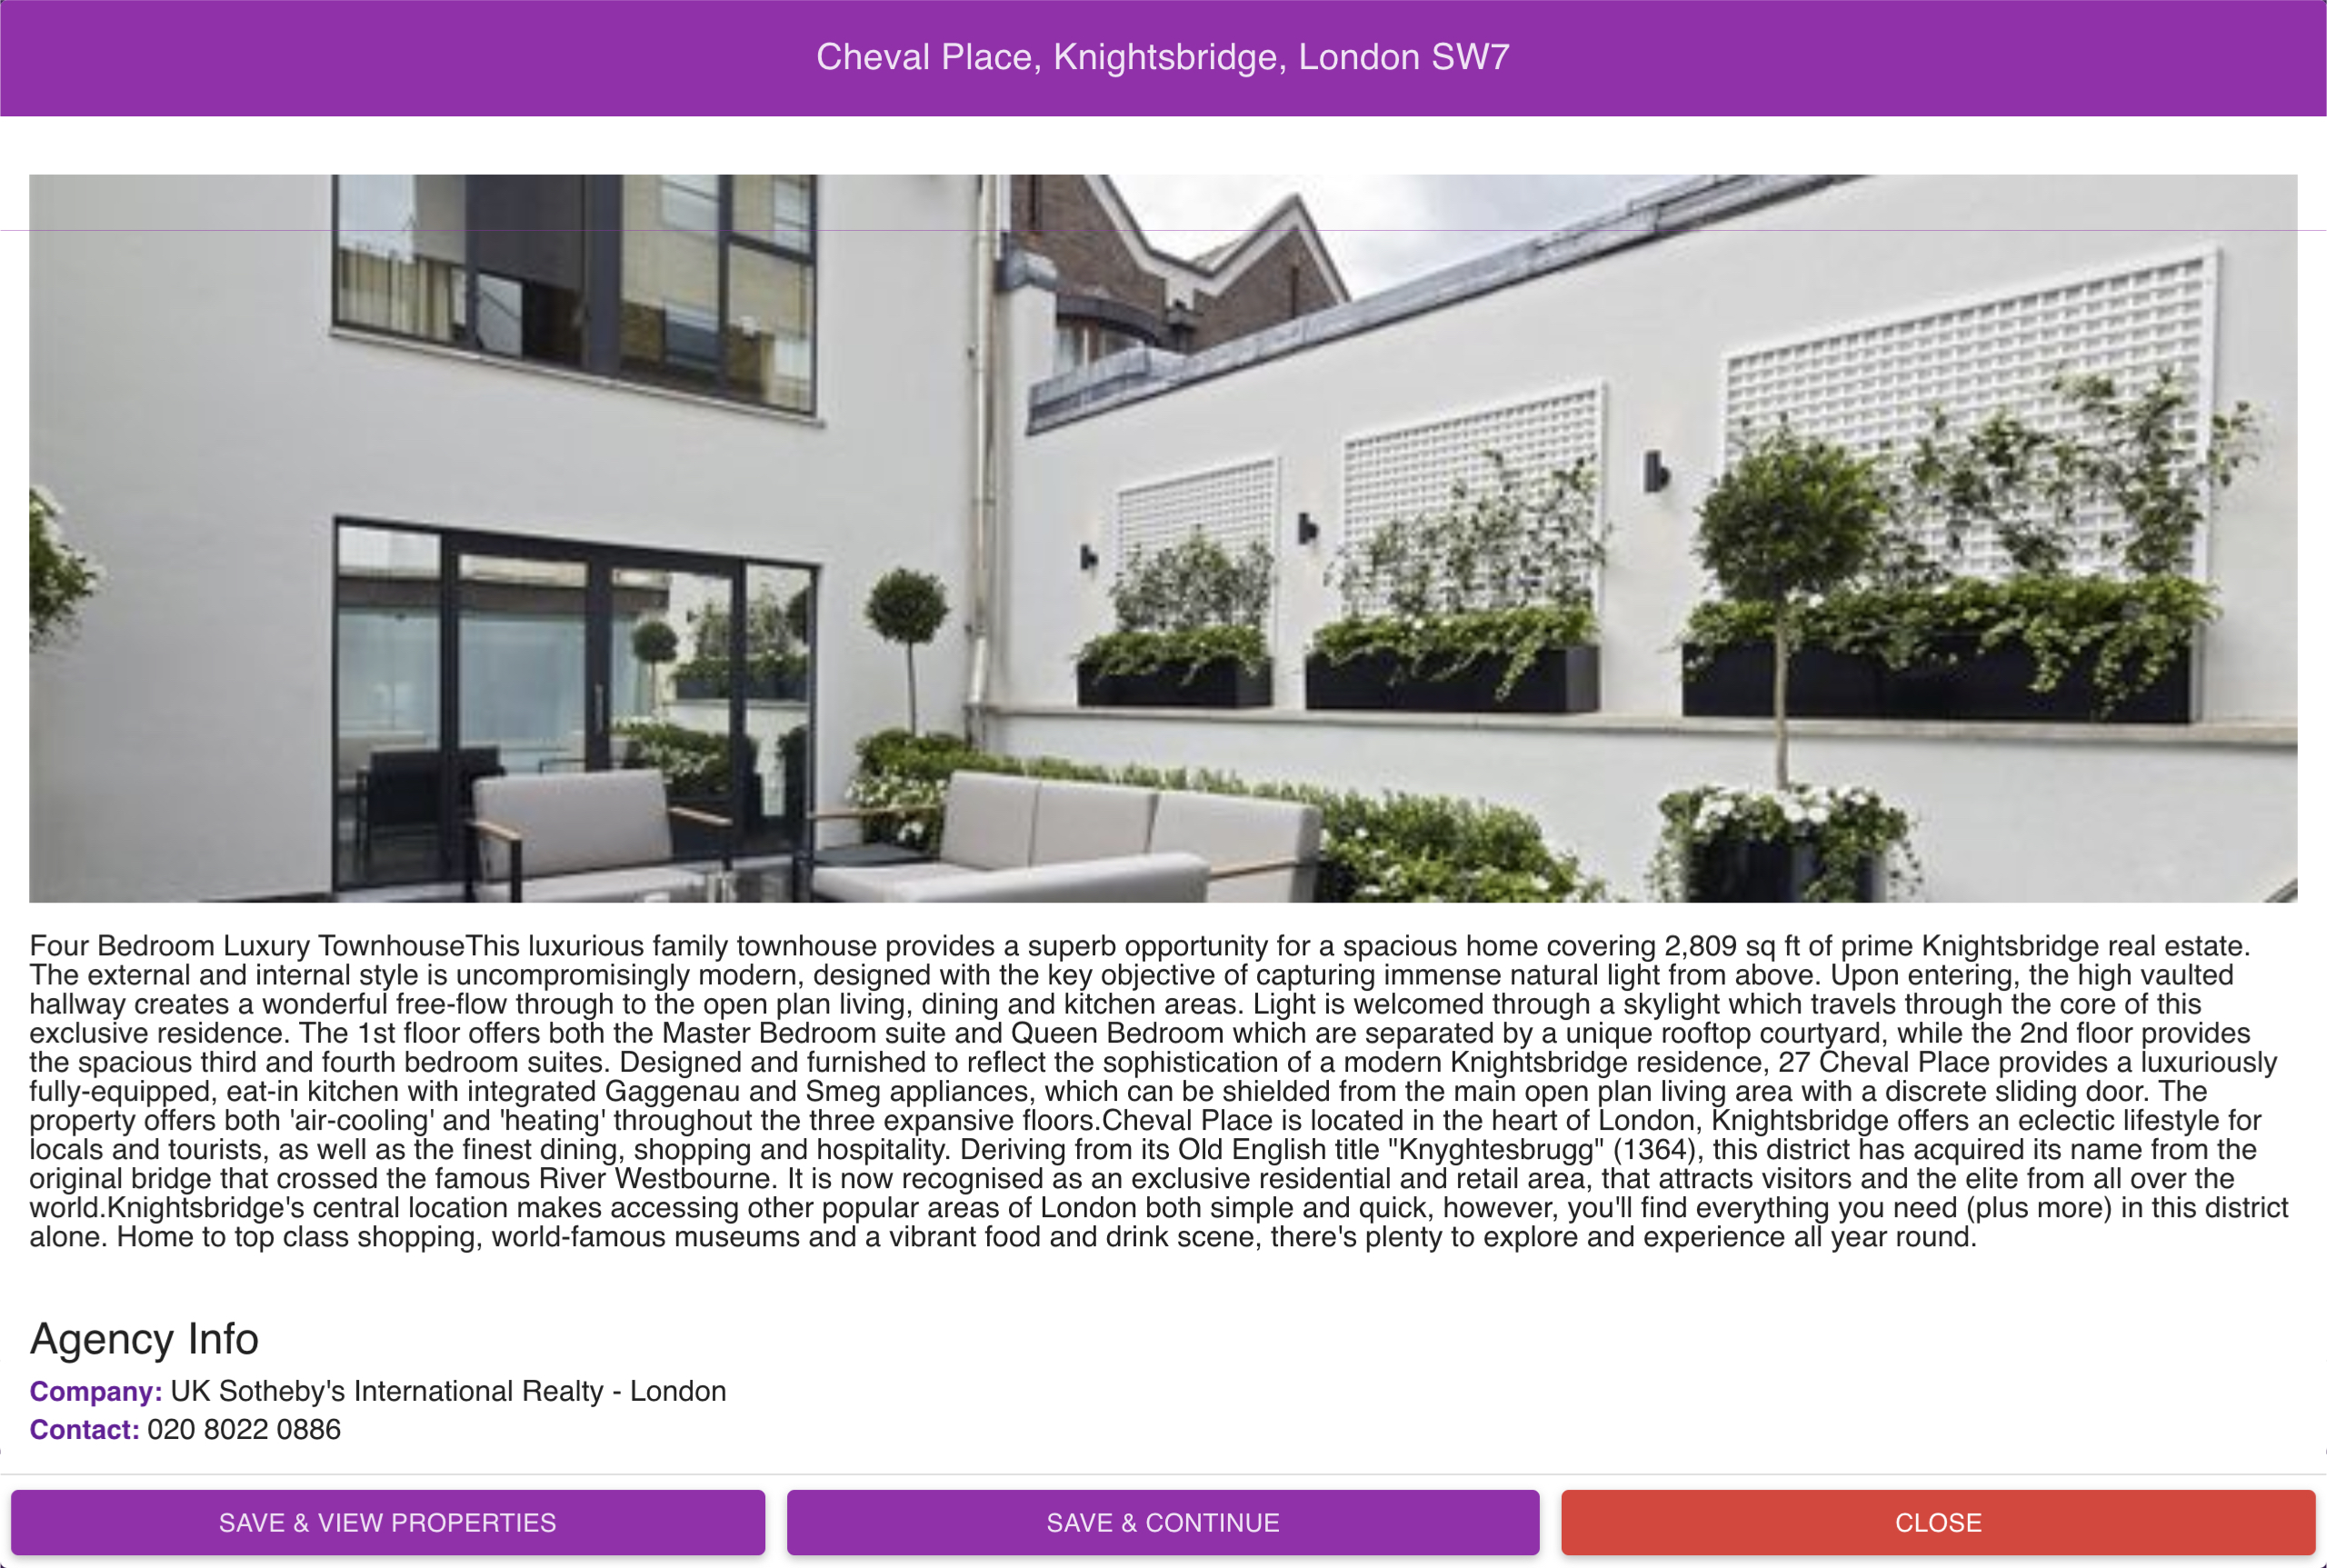 Cheval Place, Knightsbridge, London SW7
Four Bedroom Luxury TownhouseThis luxurious family townhouse provides a superb opportunity for a spacious home covering 2,809 sq ft of prime Knightsbridge real estate.
The external and internal style is uncompromisingly modern, designed with the key objective of capturing immense natural light from above. Upon entering, the high vaulted
hallway creates a wonderful free-flow through to the open plan living, dining and kitchen areas. Light is welcomed through a skylight which travels through the core of this
exclusive residence. The 1st floor offers both the Master Bedroom suite and Queen Bedroom which are separated by a unique rooftop courtyard, while the 2nd floor provides
the spacious third and fourth bedroom suites. Designed and furnished to reflect the sophistication of a modern Knightsbridge residence, 27 Cheval Place provides a luxuriously
fully-equipped, eat-in kitchen with integrated Gaggenau and Smeg appliances, which can be shielded from the main open plan living area with a discrete sliding door. The
property offers both 'air-cooling' and 'heating' throughout the three expansive floors.Cheval Place is located in the heart of London, Knightsbridge offers an eclectic lifestyle for
locals and tourists, as well as the finest dining, shopping and hospitality. Deriving from its Old English title "Knyghtesbrugg" (1364), this district has acquired its name from the
original bridge that crossed the famous River Westbourne. It is now recognised as an exclusive residential and retail area, that attracts visitors and the elite from all over the
world.Knightsbridge's central location makes accessing other popular areas of London both simple and quick, however, you'll find everything you need (plus more) in this district
alone. Home to top class shopping, world-famous museums and a vibrant food and drink scene, there's plenty to explore and experience all year round.
Agency Info
Company: UK Sotheby's International Realty - London
Contact: 020 8022 0886
SAVE & VIEW PROPERTIES
SAVE & CONTINUE
CLOSE